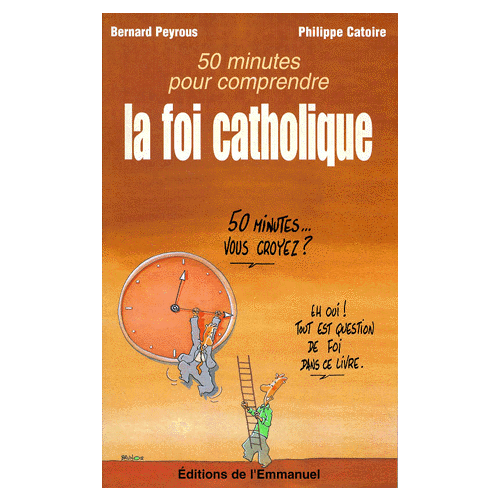 Bernard Peyrous
Philippe Catoire
50 minutes
pour comprendre
la foi catholique
50 MINUTES...
VOUS CROYEZ ?
EH OUI !
TOUT EST QUESTION
DE FOI
DANS CE LIVRE.
Éditions de l'Emmanuel